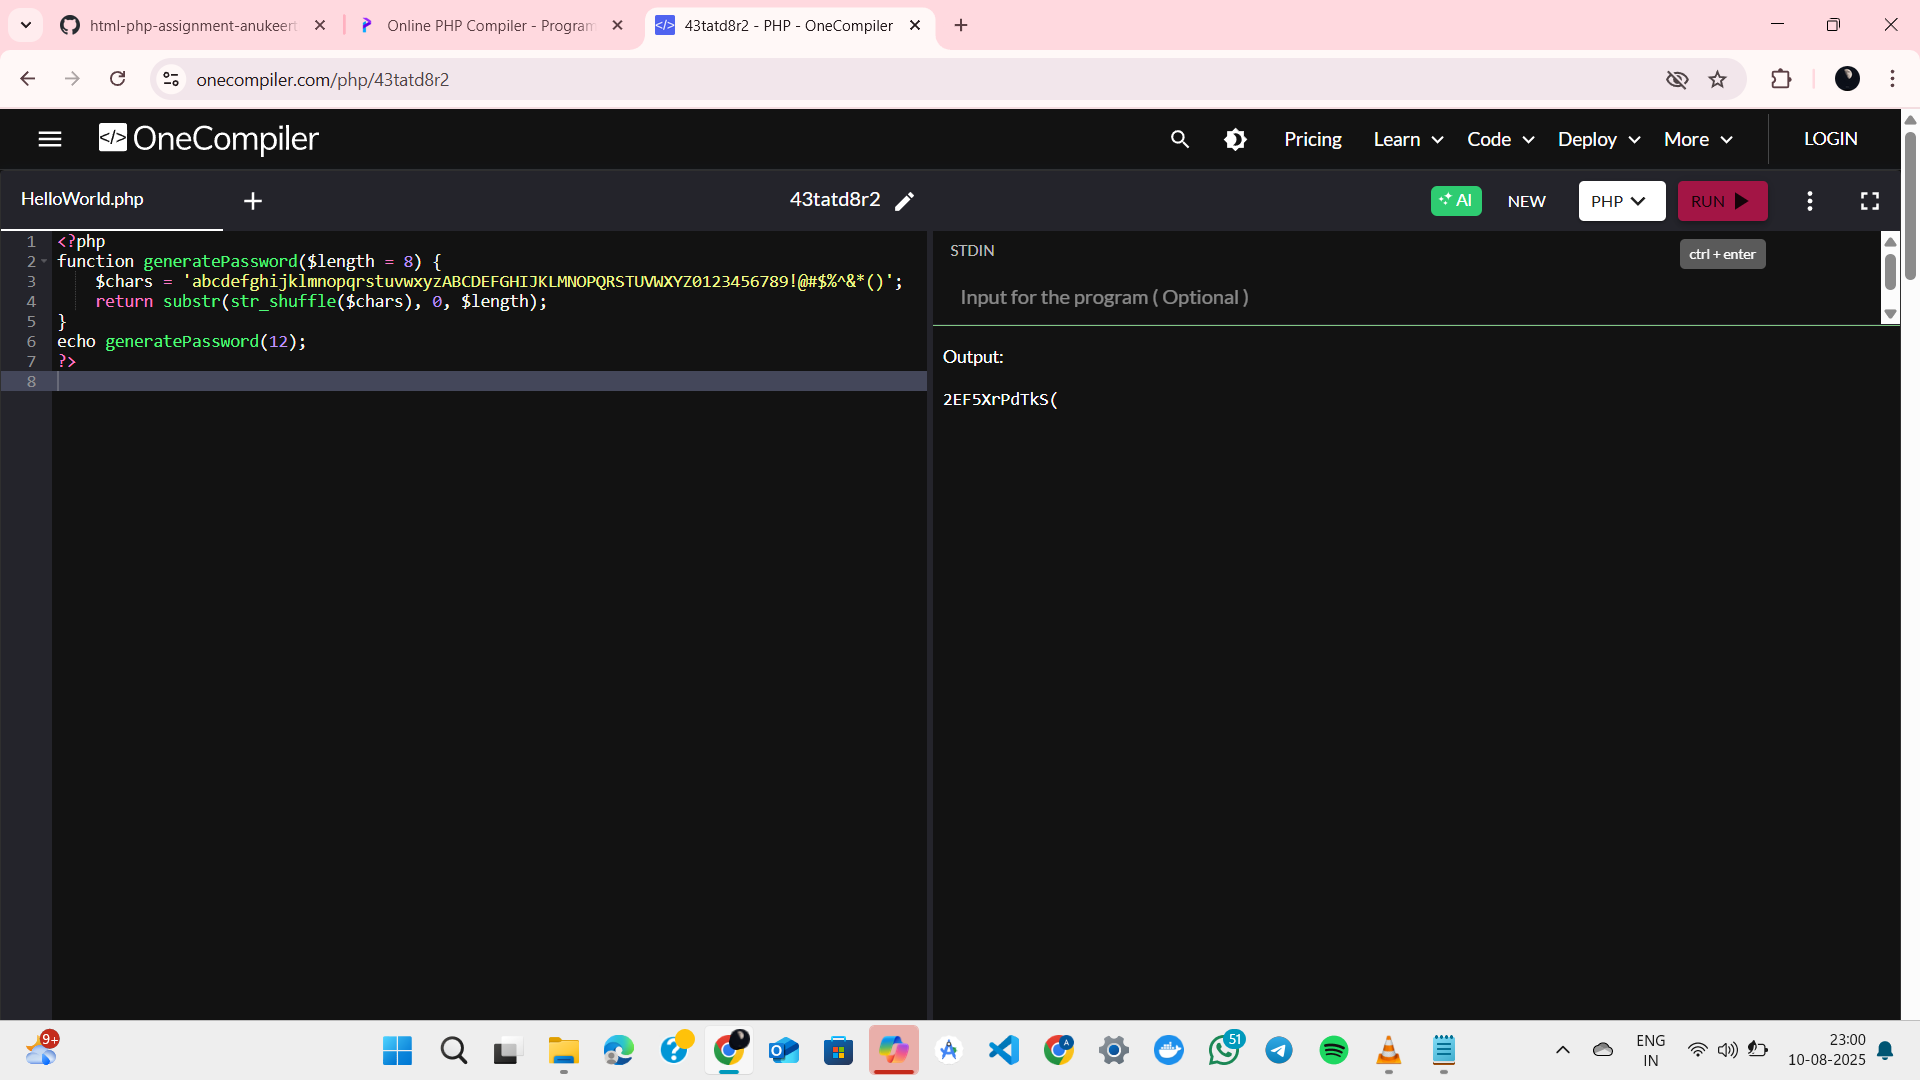 html-php-assignment-anukeert
Online PHP Compiler - Program
43tatd8r2 - PHP - OneCompiler
onecompiler.com/php/43tatd8r2
</> OneCompiler
Pricing
Learn
Code
Deploy
More
LOGIN
HelloWorld.php
43tatd8r2
AI
NEW
PHP
RUN
ctrl + enter
1 <?php
2 function generatePassword($length = 8) {
3 $chars = 'abcdefghijklmnopqrstuvwxyzABCDEFGHIJKLMNOPQRSTUVWXYZ0123456789!@#$%^&*()';
4 return substr(str_shuffle($chars), 0, $length);
5 }
6 echo generatePassword(12);
7 ?>
8
STDIN
Input for the program ( Optional )
Output:
2EF5XrPdTkS(
9+
51
ENG
IN
23:00
10-08-2025